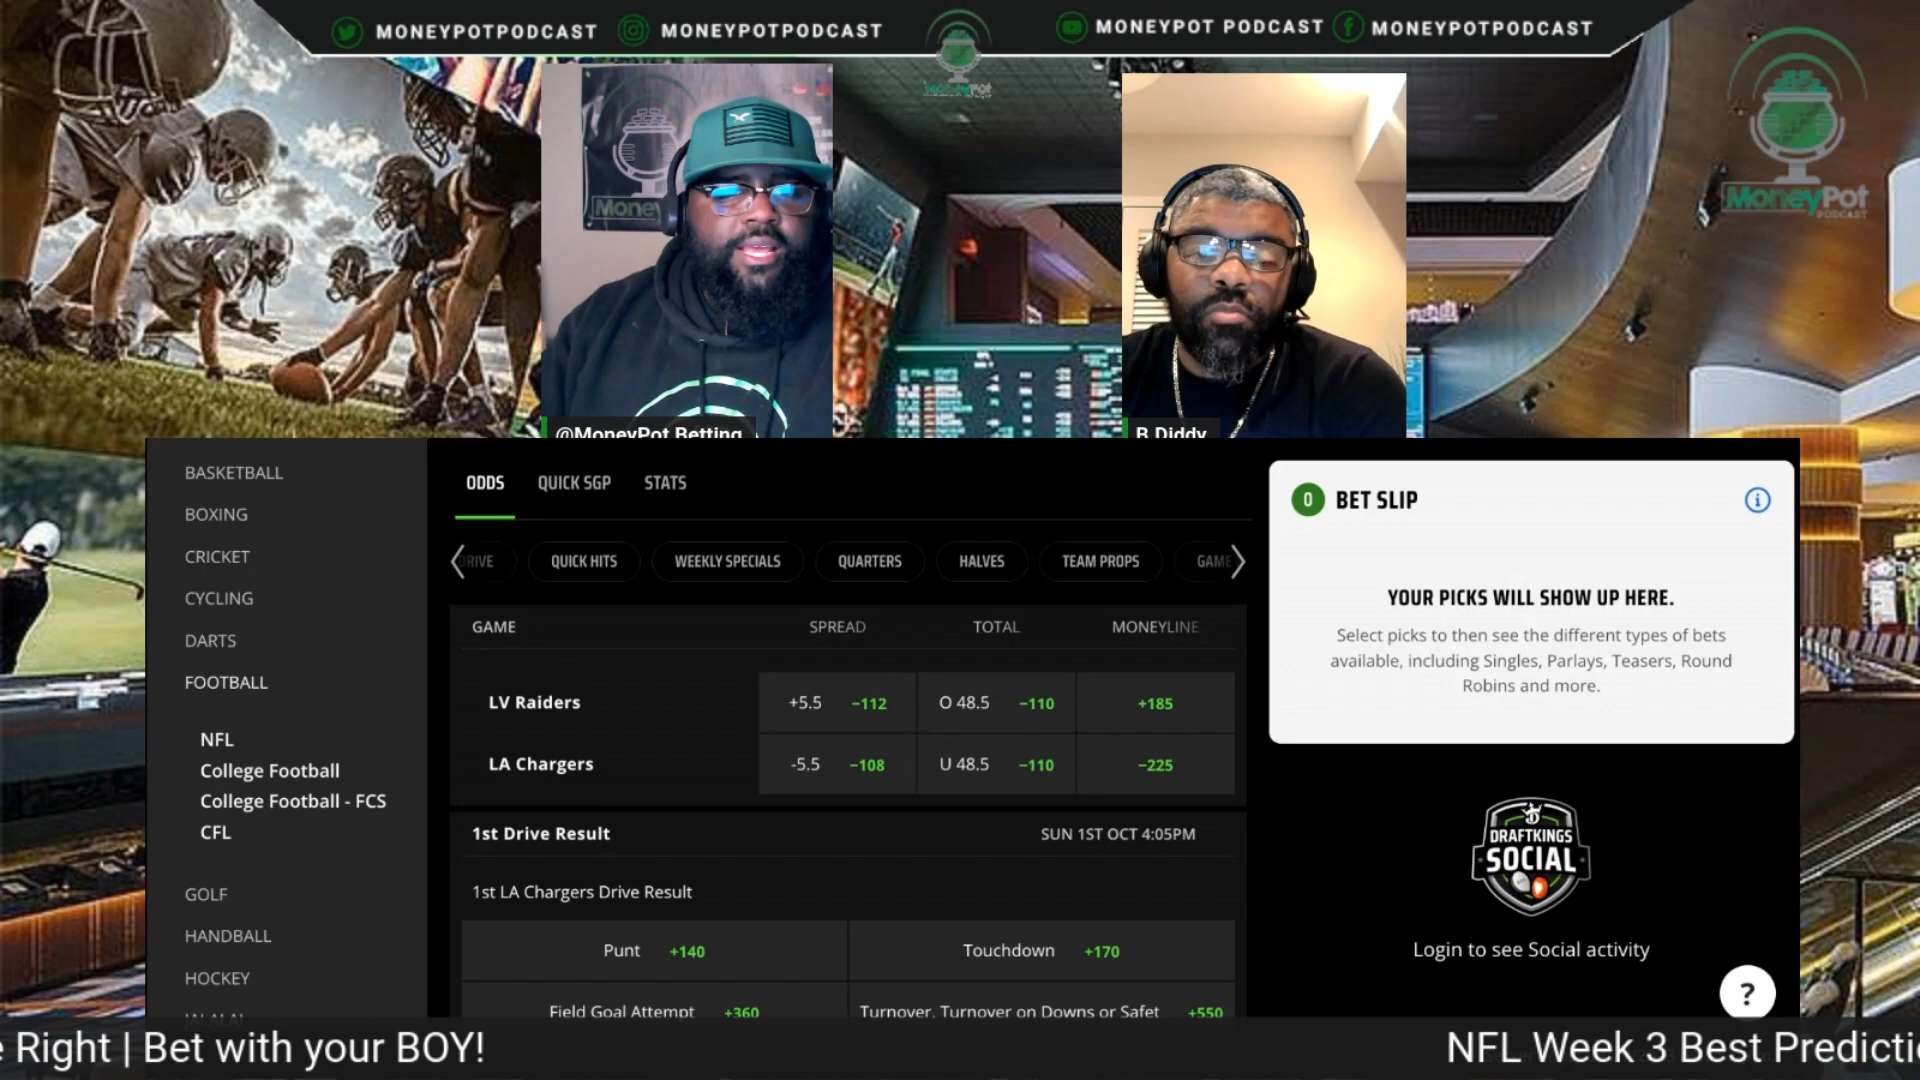 MONEYPOTPODCAST MONEYPOTPODCAST MONEYPOT PODCAST MONEYPOTPODCAST
MoneyPot
MoneyPot
PODCAST
Money
@MoneyPot Betting
B Diddy
BASKETBALL
BOXING
CRICKET
CYCLING
DARTS
FOOTBALL
NFL
College Football
College Football - FCS
CFL
GOLF
HANDBALL
HOCKEY
ODDS QUICK SGP STATS
DRIVE QUICK HITS WEEKLY SPECIALS QUARTERS HALVES TEAM PROPS GAME
GAME SPREAD TOTAL MONEYLINE
LV Raiders +5.5 −112 O 48.5 −110 +185
LA Chargers -5.5 −108 U 48.5 −110 −225
1st Drive Result SUN 1ST OCT 4:05PM
1st LA Chargers Drive Result
Punt +140 Touchdown +170
Field Goal Attempt +360 Turnover, Turnover on Downs or Safet +550
0 BET SLIP i
YOUR PICKS WILL SHOW UP HERE.
Select picks to then see the different types of bets
available, including Singles, Parlays, Teasers, Round
Robins and more.
DRAFTKINGS
SOCIAL
Login to see Social activity
?
e Right | Bet with your BOY! NFL Week 3 Best Predicti